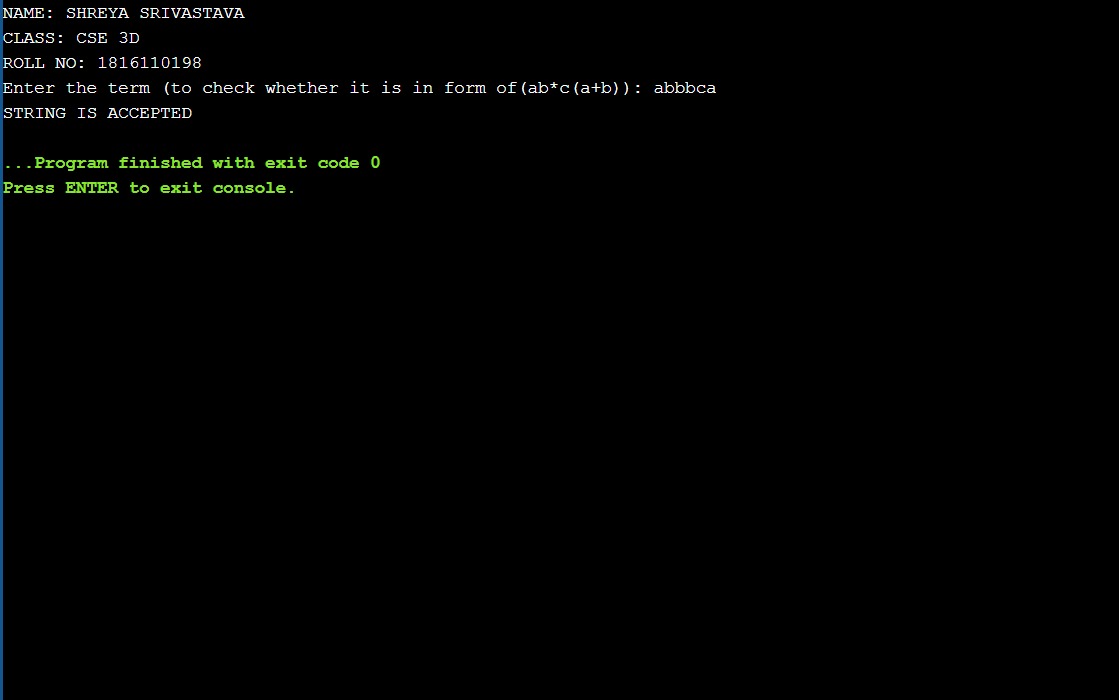 NAME: SHREYA SRIVASTAVA
CLASS: CSE 3D
ROLL NO: 1816110198
Enter the term (to check whether it is in form of(ab*c(a+b)): abbbca
STRING IS ACCEPTED
...Program finished with exit code 0
Press ENTER to exit console.